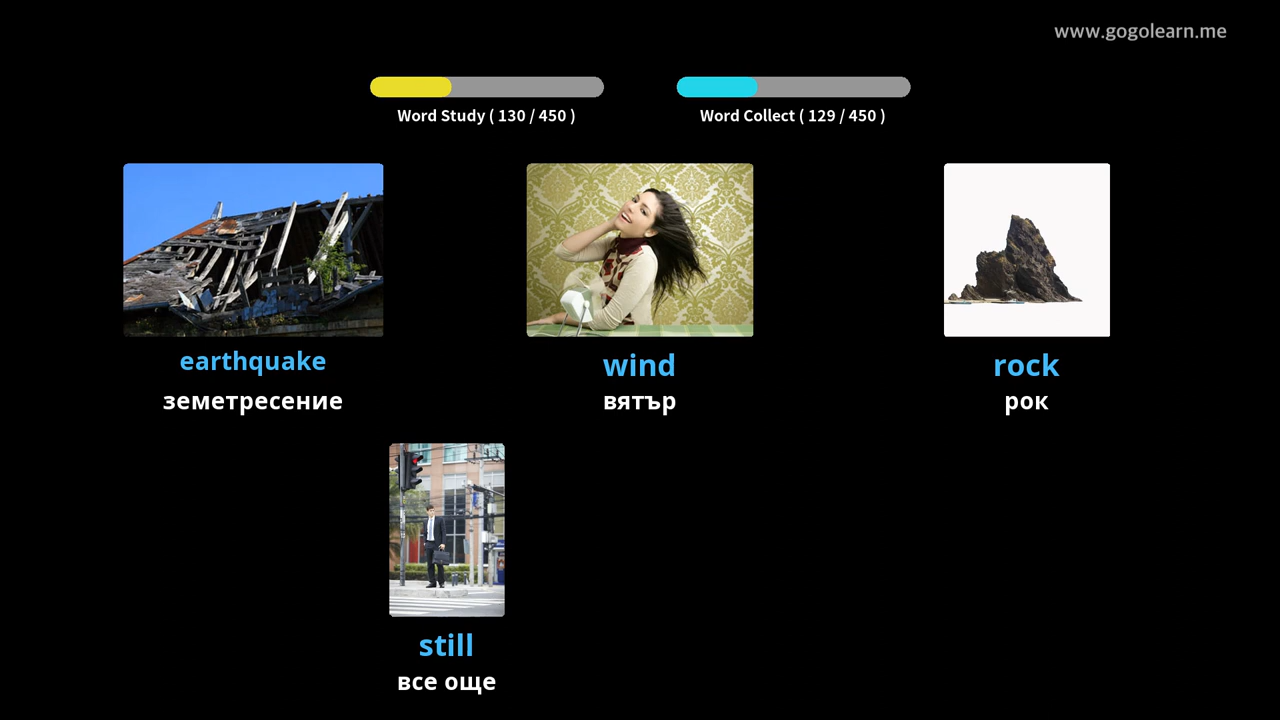 www.gogolearn.me
Word Study ( 130 / 450 )
Word Collect ( 129 / 450 )
earthquake
земетресение
wind
вятър
rock
рок
still
все още